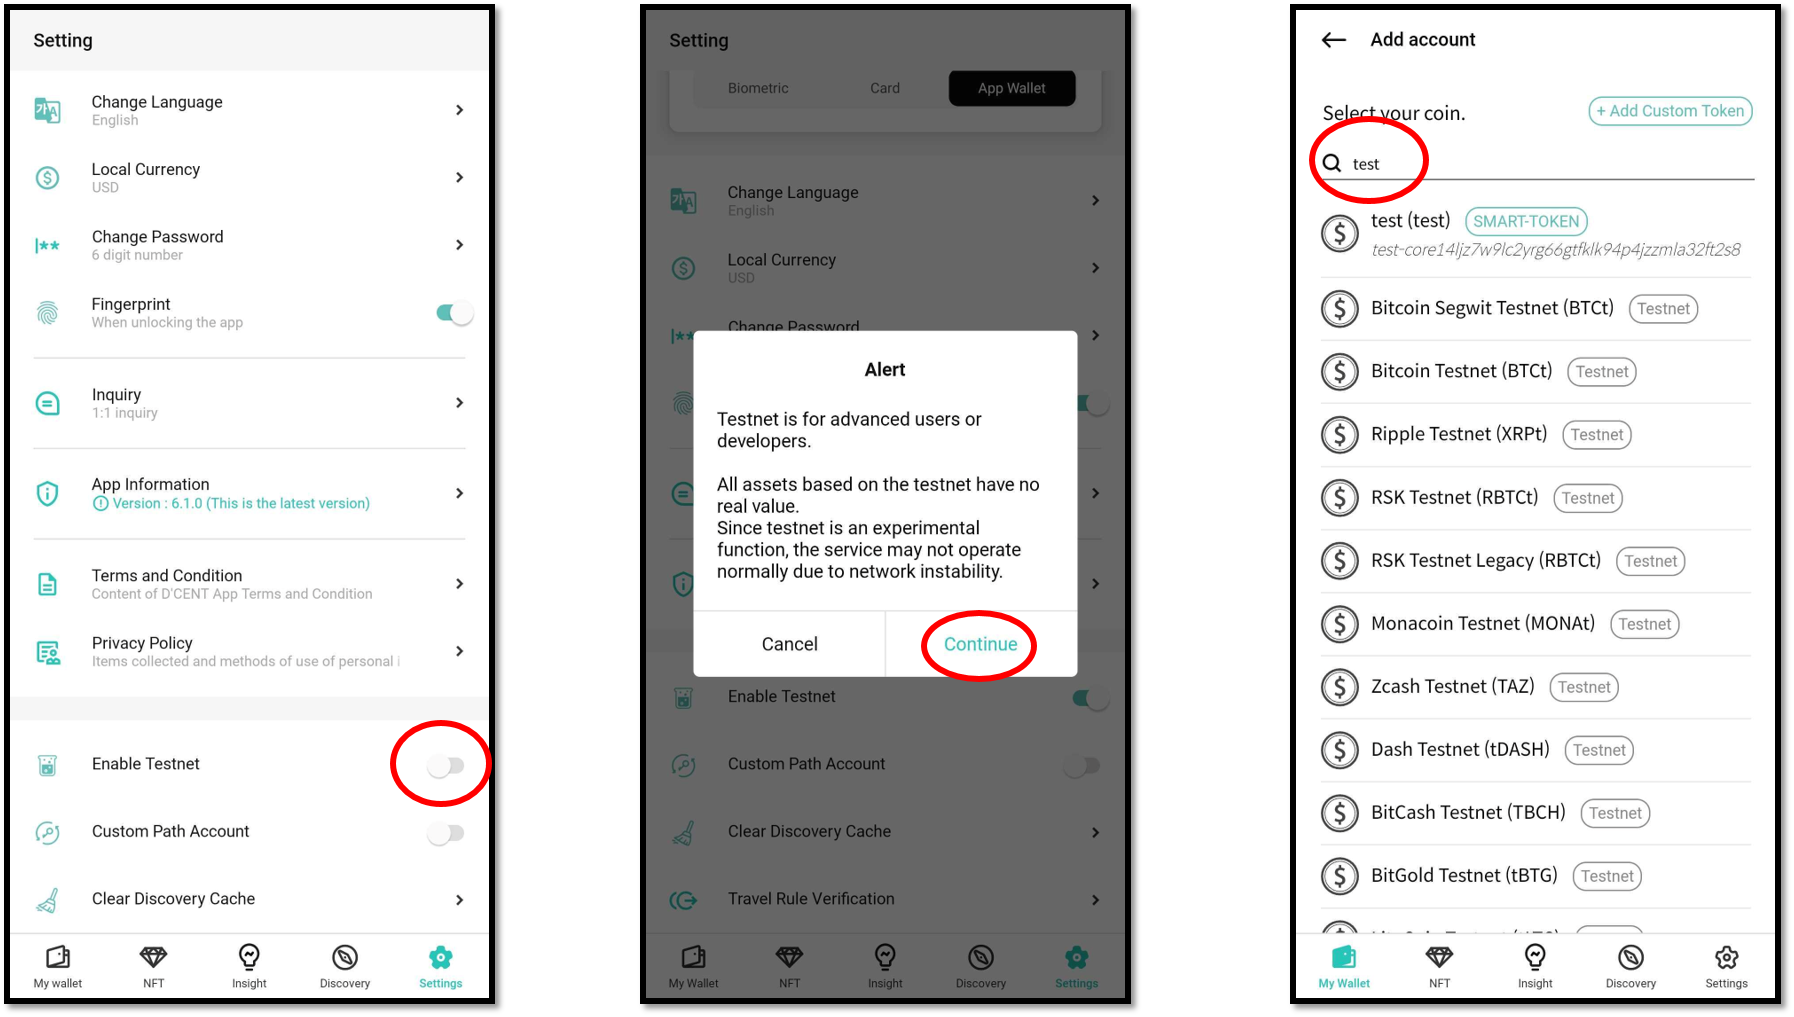 Setting
Change Language
English
Local Currency
USD
Change Password
6 digit number
Fingerprint
When unlocking the app
Inquiry
1:1 inquiry
App Information
Version : 6.1.0 (This is the latest version)
Terms and Condition
Content of D'CENT App Terms and Condition
Privacy Policy
Items collected and methods of use of personal
Enable Testnet
Custom Path Account
Clear Discovery Cache
My wallet
NFT
Insight
Discovery
Settings
Setting
Biometric
Card
App Wallet
Change Language
English
Local Currency
USD
Change Password
Alert
Testnet is for advanced users or
developers.
All assets based on the testnet have no
real value.
Since testnet is an experimental
function, the service may not operate
normally due to network instability.
Cancel
Continue
Enable Testnet
Custom Path Account
Clear Discovery Cache
Travel Rule Verification
My Wallet
NFT
Insight
Discovery
Settings
Add account
Select your coin.
+ Add Custom Token
test
test (test) SMART-TOKEN
test-core14ljz7w9lc2yrg66gtfklk94p4jzzmla32ft2s8
Bitcoin Segwit Testnet (BTCt) Testnet
Bitcoin Testnet (BTCt) Testnet
Ripple Testnet (XRPt) Testnet
RSK Testnet (RBTCt) Testnet
RSK Testnet Legacy (RBTCt) Testnet
Monacoin Testnet (MONAt) Testnet
Zcash Testnet (TAZ) Testnet
Dash Testnet (tDASH) Testnet
BitCash Testnet (TBCH) Testnet
BitGold Testnet (tBTG) Testnet
My Wallet
NFT
Insight
Discovery
Settings